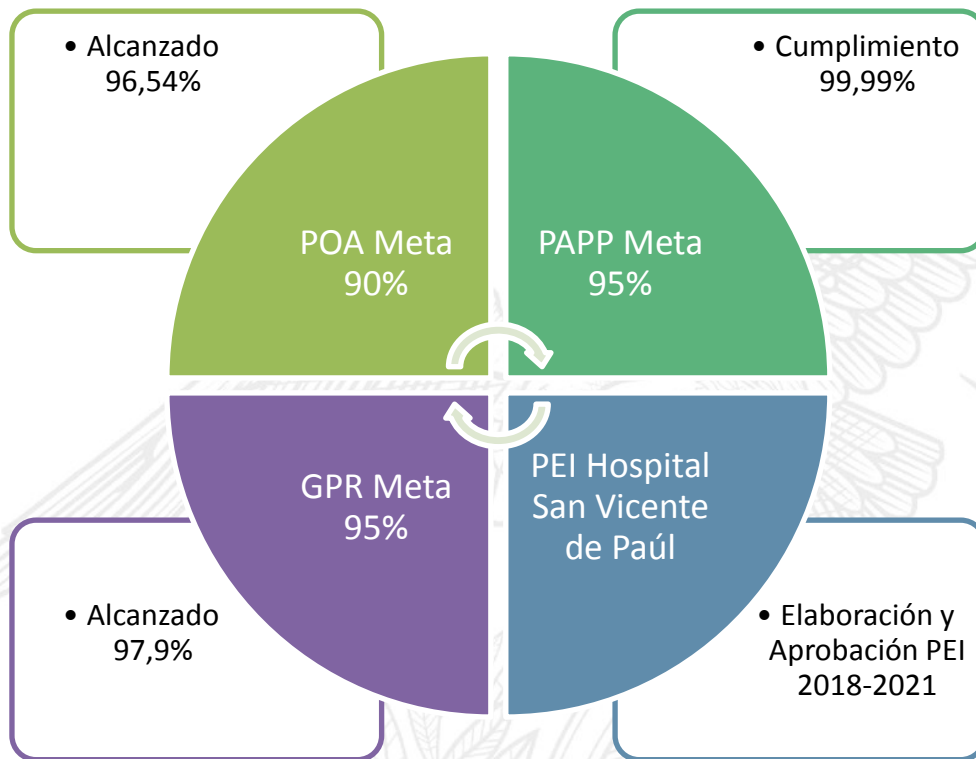 • Alcanzado
96,54%
• Cumplimiento
99,99%
POA Meta
90%
PAPP Meta
95%
GPR Meta
95%
PEI Hospital
San Vicente
de Paúl
• Alcanzado
97,9%
• Elaboración y
Aprobación PEI
2018-2021